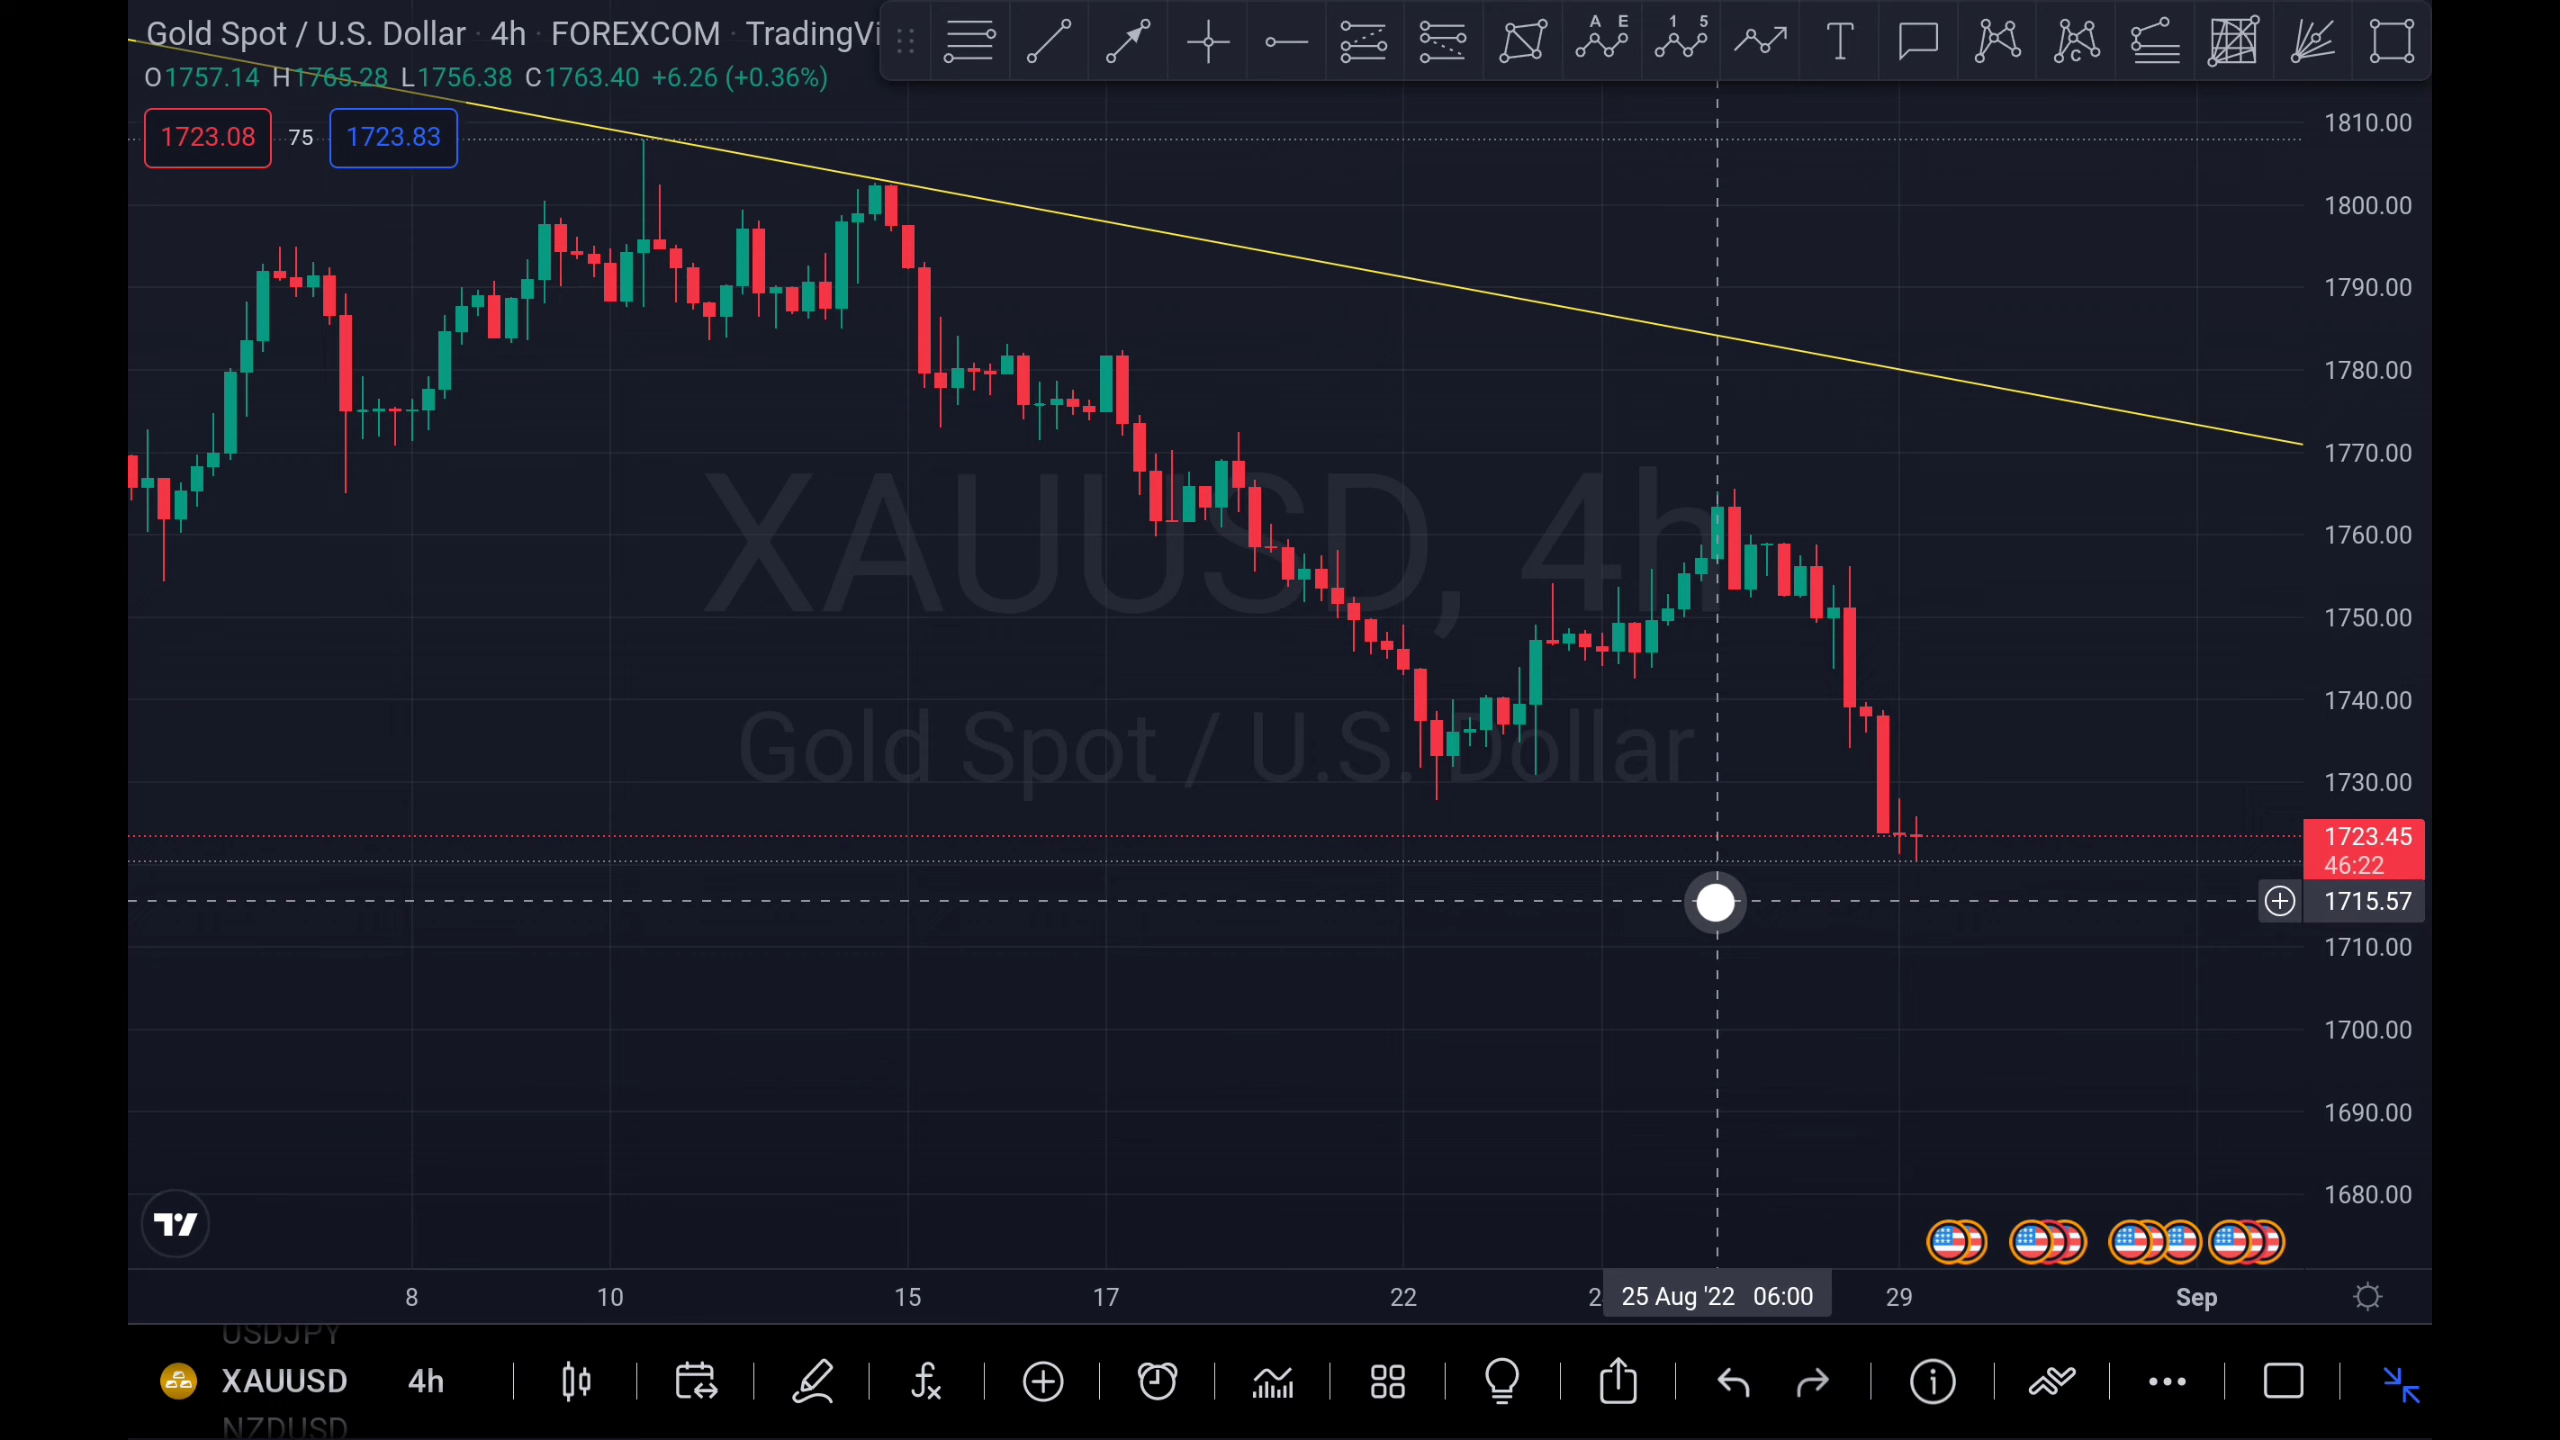 Gold Spot / U.S. Dollar · 4h · FOREXCOM · TradingVi
O1757.14 H1765.28 L1756.38 C1763.40 +6.26 (+0.36%)
1723.08 75 1723.83
A E
1 5
T
C
1810.00
1800.00
1790.00
1780.00
1770.00
1760.00
1750.00
1740.00
1730.00
1723.45
46:22
1715.57
1710.00
1700.00
1690.00
1680.00
XAUUSD, 4h
Gold Spot / U.S. Dollar
8 10 15 17 22 2 25 Aug '22 06:00 29 Sep
USDJPY
XAUUSD 4h
NZDUSD